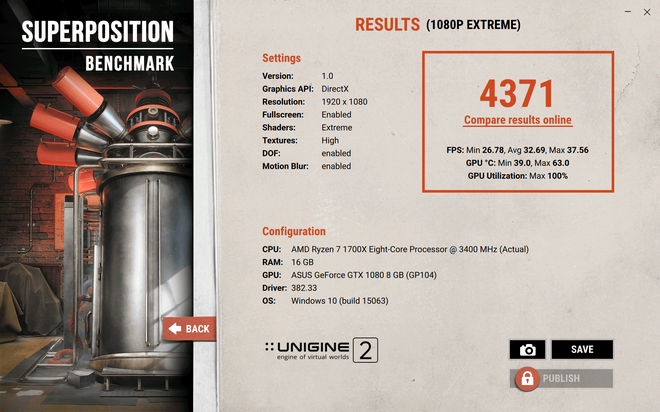 SUPERPOSITION
BENCHMARK
RESULTS (1080P EXTREME)
Settings
Version: 1.0
Graphics API: DirectX
Resolution: 1920 x 1080
Fullscreen: Enabled
Shaders: Extreme
Textures: High
DOF: enabled
Motion Blur: enabled
4371
Compare results online
FPS: Min 26.78, Avg 32.69, Max 37.56
GPU °C: Min 39.0, Max 63.0
GPU Utilization: Max 100%
Configuration
CPU: AMD Ryzen 7 1700X Eight-Core Processor @ 3400 MHz (Actual)
RAM: 16 GB
GPU: ASUS GeForce GTX 1080 8 GB (GP104)
Driver: 382.33
OS: Windows 10 (build 15063)
BACK
UNIGINE 2
engine of virtual worlds
SAVE
PUBLISH